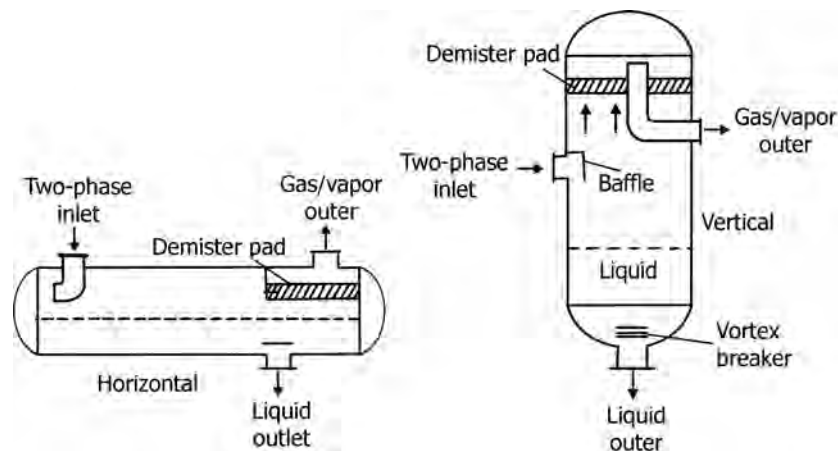 Two-phase
inlet
Gas/vapor
outer
Demister pad
Horizontal
Liquid
outlet
Demister pad
Gas/vapor
outer
Two-phase
inlet
Baffle
Vertical
Liquid
Vortex
breaker
Liquid
outer